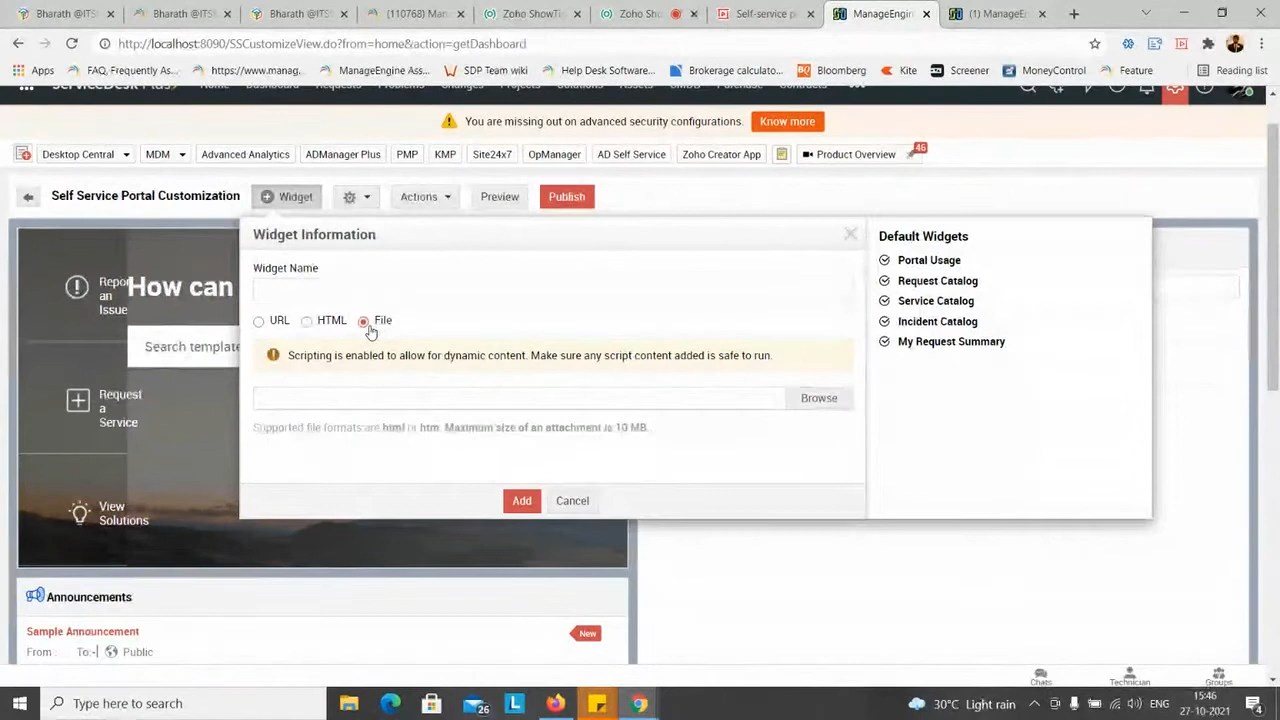 Bharath @ITSM
Bharath @ITSM
Bharath @ITSM
(110768) Man
Zoho ShowTi
Zoho Sho
Self-service p
ManageEngin
(1) ManageEn
http://localhost:8090/SSCustomizeView.do?from=home&action=getDashboard
Apps
FAQ, Frequently As...
https://www.manag...
ManageEngine Ass...
SDP Team wiki
Help Desk Software...
Brokerage calculato...
Bloomberg
Kite
Screener
MoneyControl
Feature
Reading list
You are missing out on advanced security configurations.
Know more
Desktop Central
MDM
Advanced Analytics
ADManager Plus
PMP
KMP
Site24x7
OpManager
AD Self Service
Zoho Creator App
Product Overview
46
Self Service Portal Customization
Widget
Actions
Preview
Publish
Widget Information
Default Widgets
Widget Name
Portal Usage
Request Catalog
Service Catalog
Incident Catalog
My Request Summary
URL
HTML
File
Scripting is enabled to allow for dynamic content. Make sure any script content added is safe to run.
Browse
Supported file formats are html or htm. Maximum size of an attachment is 10 MB.
Add
Cancel
Repor
an
Issue
How can
Search templat
Request
a
Service
View
Solutions
Announcements
Sample Announcement
New
From :
To:-
Public
Chats
Technician
Groups
Type here to search
26
L
30°C Light rain
ENG
15:46
27-10-2021
4